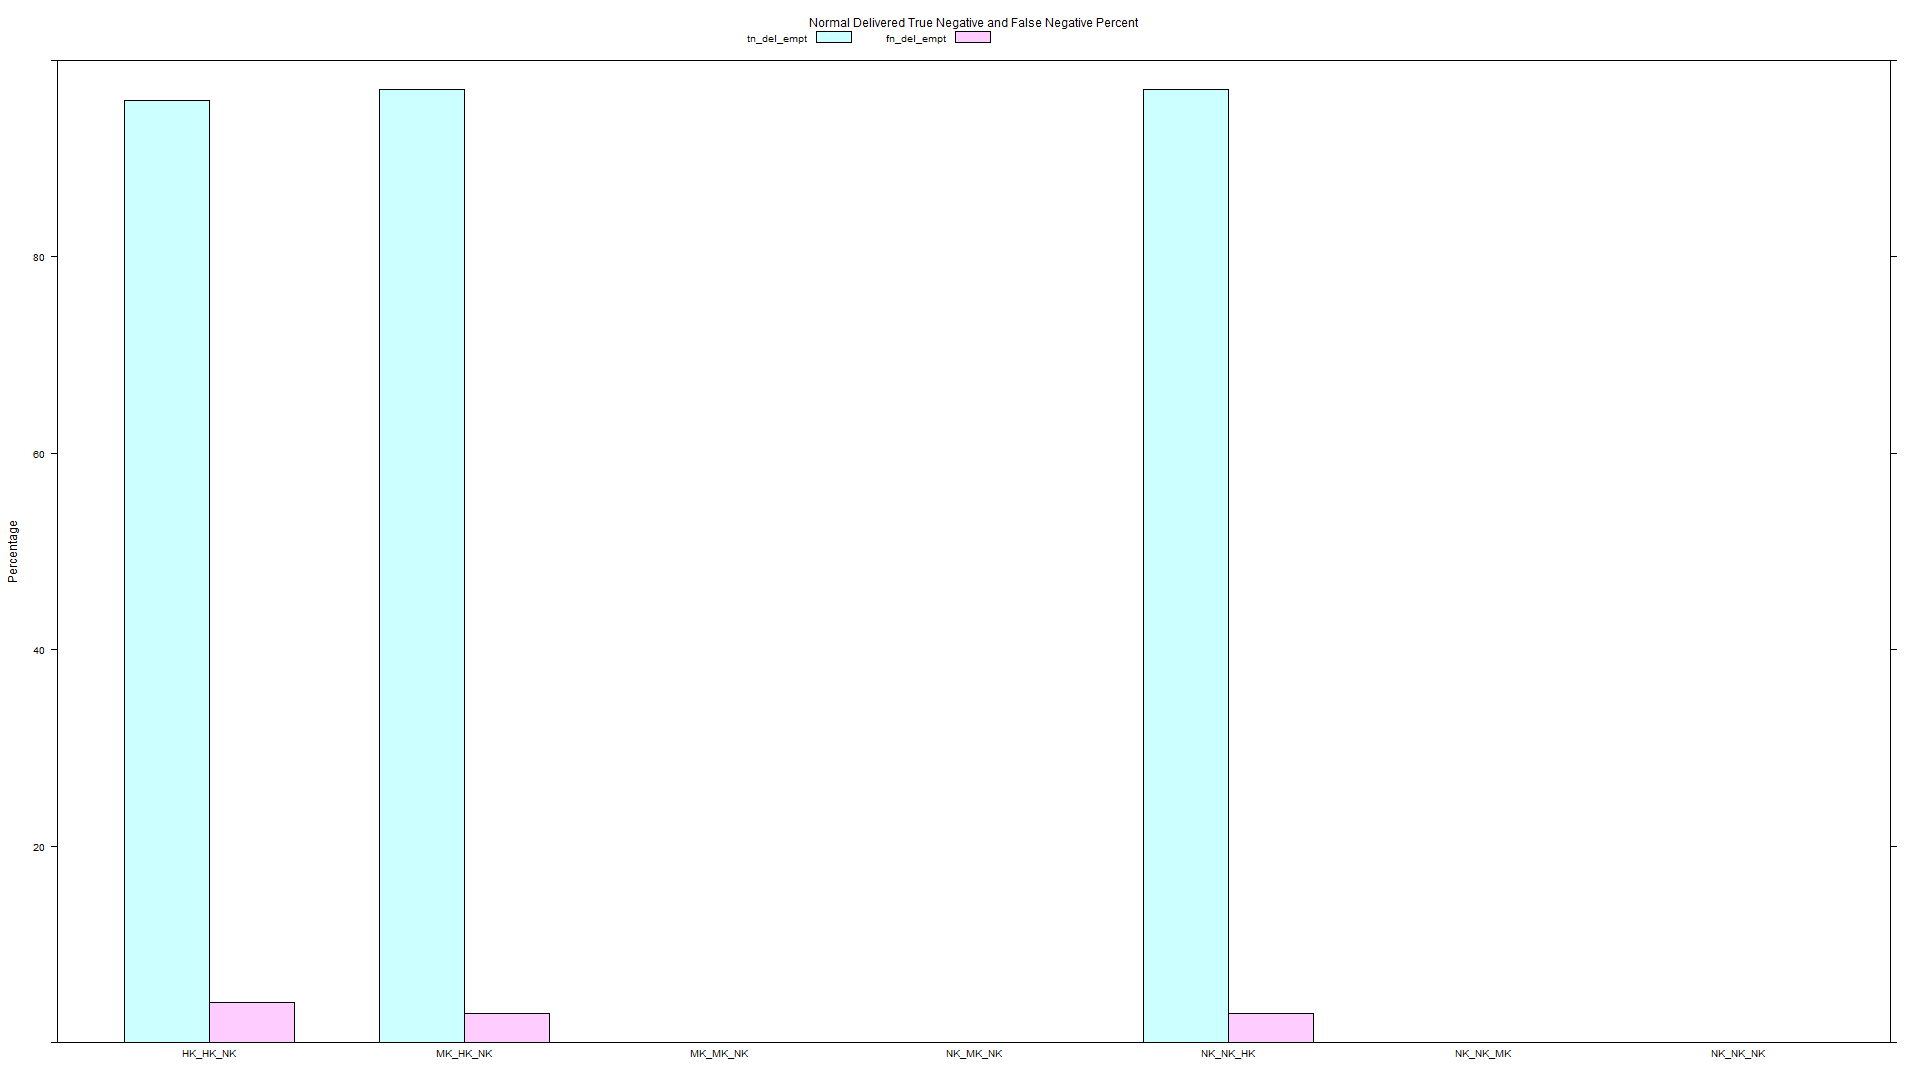 Normal Delivered True Negative and False Negative Percent
tn_del_empt fn_del_empt
80
60
Percentage
40
20
HK_HK_NK MK_HK_NK MK_MK_NK NK_MK_NK NK_NK_HK NK_NK_MK NK_NK_NK